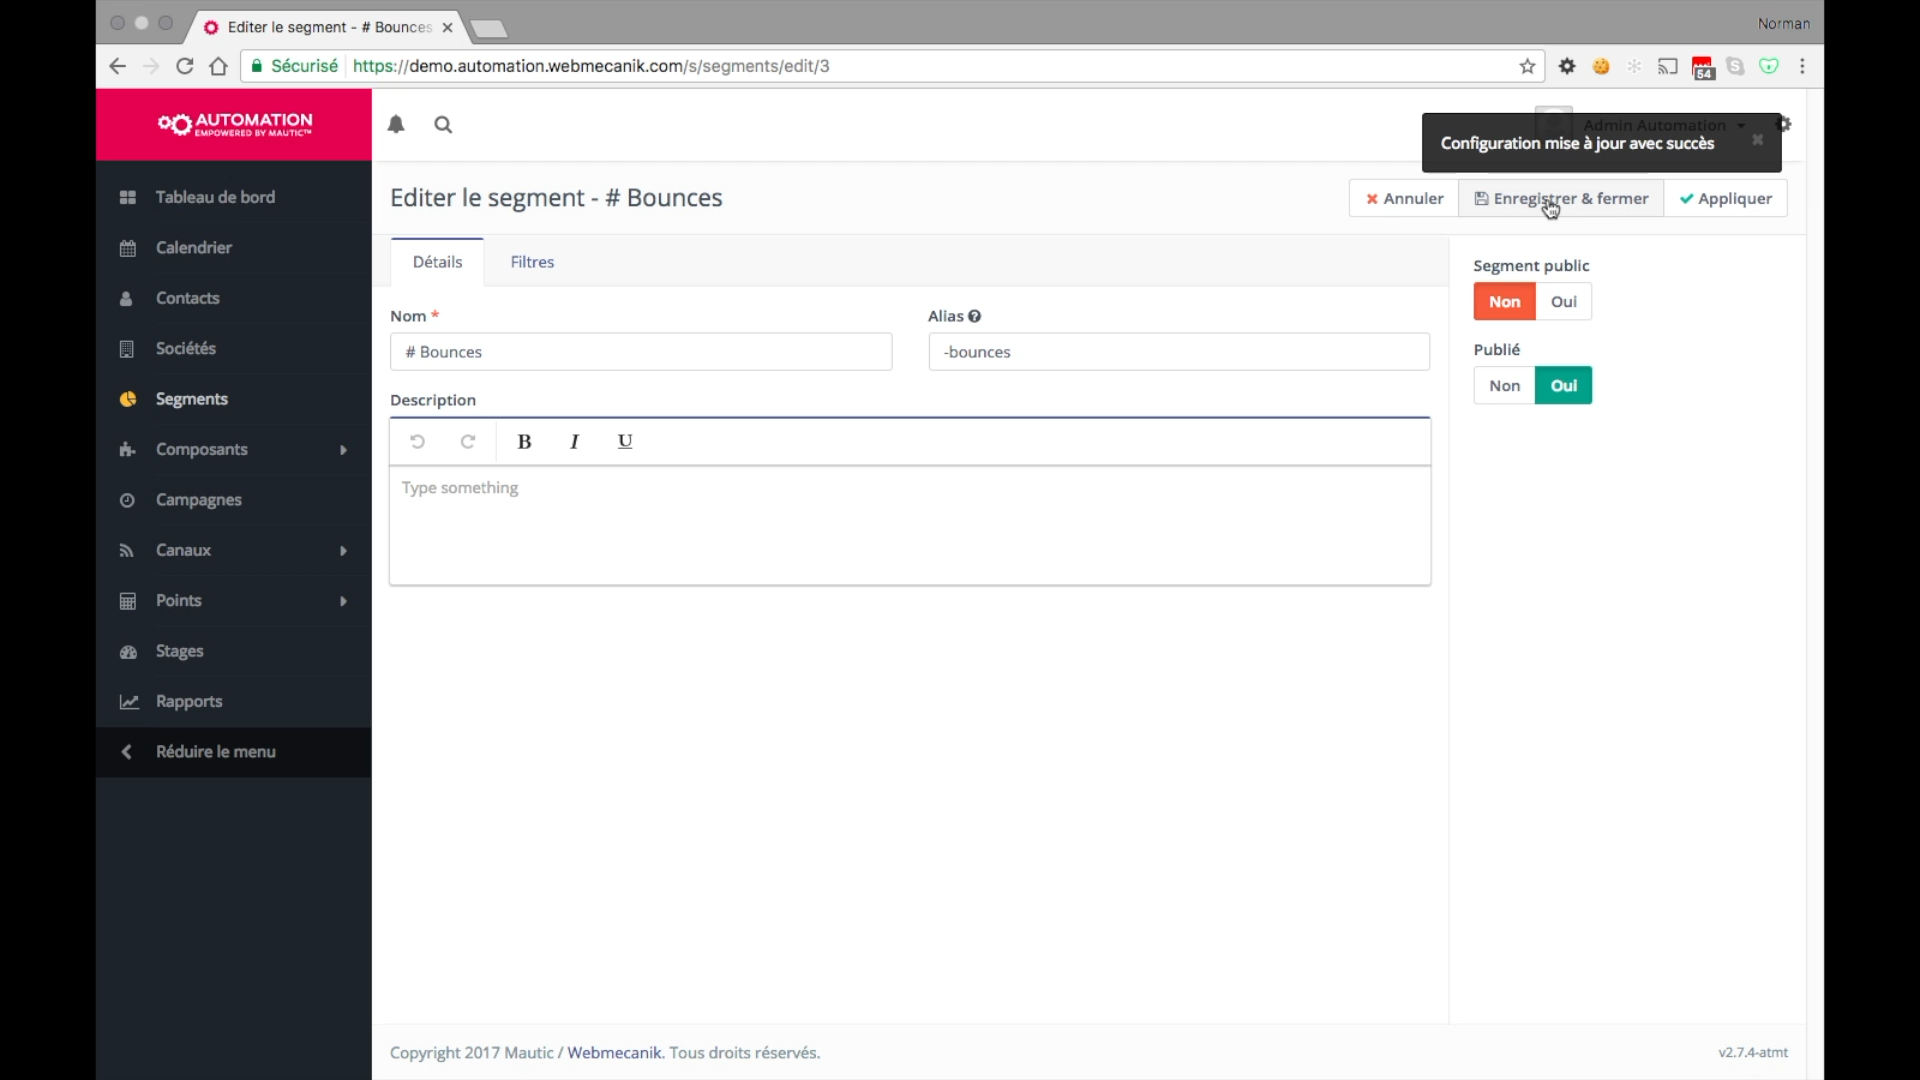 Editer le segment - # Bounces
Norman
Sécurisé
https://demo.automation.webmecanik.com/s/segments/edit/3
54
AUTOMATION
EMPOWERED BY MAUTIC™
Admin Automation
Configuration mise à jour avec succès
Tableau de bord
Calendrier
Contacts
Sociétés
Segments
Composants
Campagnes
Canaux
Points
Stages
Rapports
Réduire le menu
Editer le segment - # Bounces
Annuler
Enregistrer & fermer
Appliquer
Détails
Filtres
Nom *
# Bounces
Alias
-bounces
Description
B I U
Type something
Segment public
Non Oui
Publié
Non Oui
Copyright 2017 Mautic / Webmecanik. Tous droits réservés.
v2.7.4-atmt